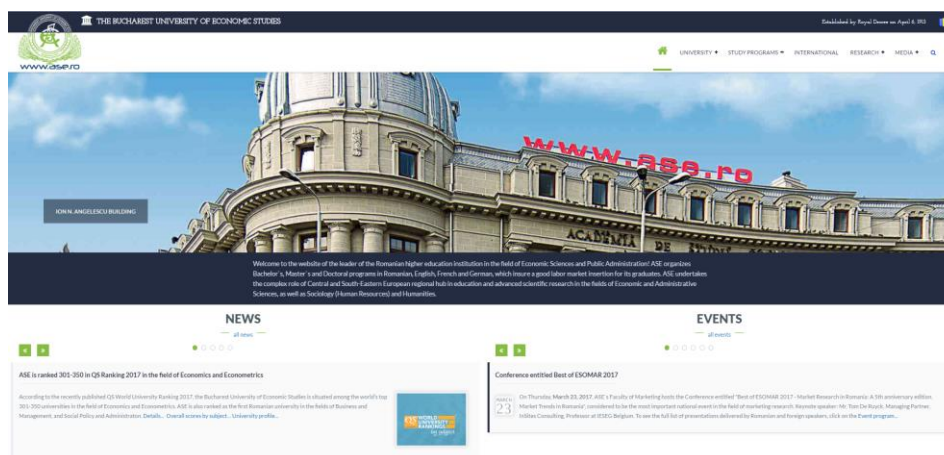 THE BUCHAREST UNIVERSITY OF ECONOMIC STUDIES
Established by Royal Decree on April 6, 1913
www.ase.ro
UNIVERSITY
STUDY PROGRAMS
INTERNATIONAL
RESEARCH
MEDIA
www.ase.ro
ION N. ANGELESCU BUILDING
ACADEMIA DE
Welcome to the website of the leader of the Romanian higher education institution in the field of Economic Sciences and Public Administration! ASE organizes
Bachelor`s, Master`s and Doctoral programs in Romanian, English, French and German, which insure a good labor market insertion for its graduates. ASE undertakes
the complex role of Central and South-Eastern European regional hub in education and advanced scientific research in the fields of Economic and Administrative
Sciences, as well as Sociology (Human Resources) and Humanities.
NEWS
all news
ASE is ranked 301-350 in QS Ranking 2017 in the field of Economics and Econometrics
According to the recently published QS World University Ranking 2017, the Bucharest University of Economic Studies is situated among the world's top
301-350 universities in the field of Economics and Econometrics. ASE is also ranked as the first Romanian university in the fields of Business and
Management, and Social Policy and Administration. Details... Overall scores by subject... University profile...
QS WORLD
UNIVERSITY
RANKINGS
by subject
EVENTS
all events
Conference entitled Best of ESOMAR 2017
MARCH
23
On Thursday, March 23, 2017, ASE`s Faculty of Marketing hosts the Conference entitled "Best of ESOMAR 2017 - Market Research in Romania. A 5th anniversary edition.
Market Trends in Romania", considered to be the most important national event in the field of marketing research. Keynote speaker: Mr. Tom De Ruyck, Managing Partner,
InSites Consulting, Professor at IESEG Belgium. To see the full list of presentations delivered by Romanian and foreign speakers, click on the Event program...